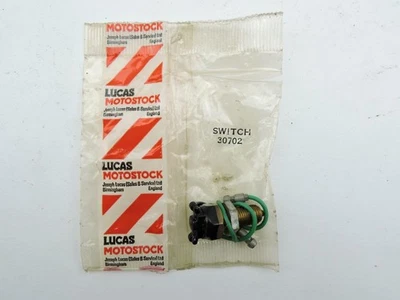 MOTOSTOCK
Joseph Lucas (Sales & Service) Ltd
Birmingham England
LUCAS
MOTOSTOCK
Joseph Lucas (Sales & Service) Ltd
Birmingham England
LUCAS
MOTOSTOCK
Joseph Lucas (Sales & Service) Ltd
Birmingham England
LUCAS
MOTOSTOCK
Joseph Lucas (Sales & Service) Ltd
Birmingham England
SWITCH
30702